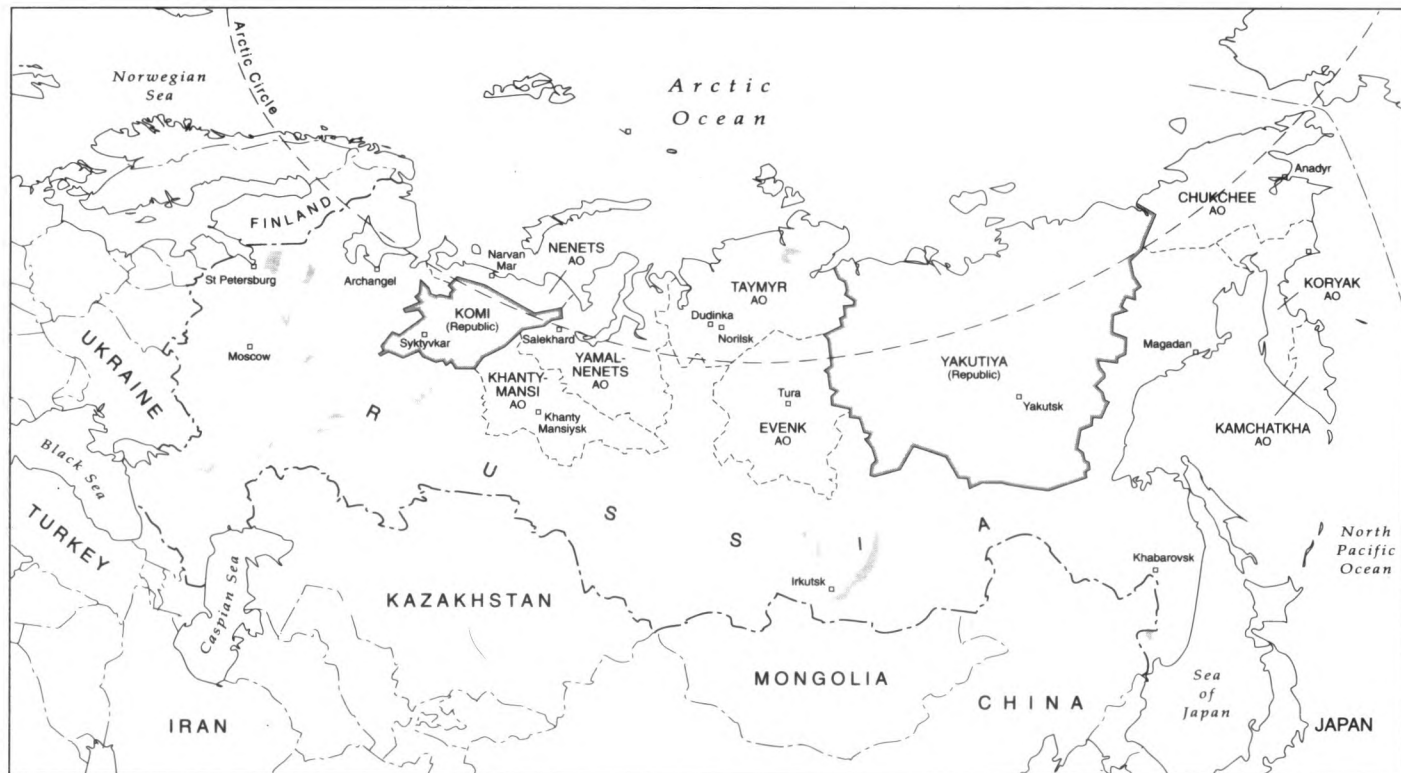 Arctic Circle
Norwegian
Sea
Arctic
Ocean
Anadyr
CHUKCHEE
AO
FINLAND
NENETS
AO
Narvan
Mar
St Petersburg
Archangel
TAYMYR
AO
KORYAK
AO
KOMI
(Republic)
Dudinka
Norilsk
Syktyvkar
Salekhard
Moscow
UKRAINE
YAMAL-
NENETS
AO
Magadan
YAKUTIYA
(Republic)
KHANTY-
MANSI
AO
Khanty
Mansiysk
Tura
Yakutsk
EVENK
AO
KAMCHATKHA
AO
RUSSIA
Black Sea
TURKEY
North
Pacific
Ocean
Khabarovsk
Irkutsk
Caspian Sea
KAZAKHSTAN
MONGOLIA
CHINA
Sea
of
Japan
IRAN
JAPAN